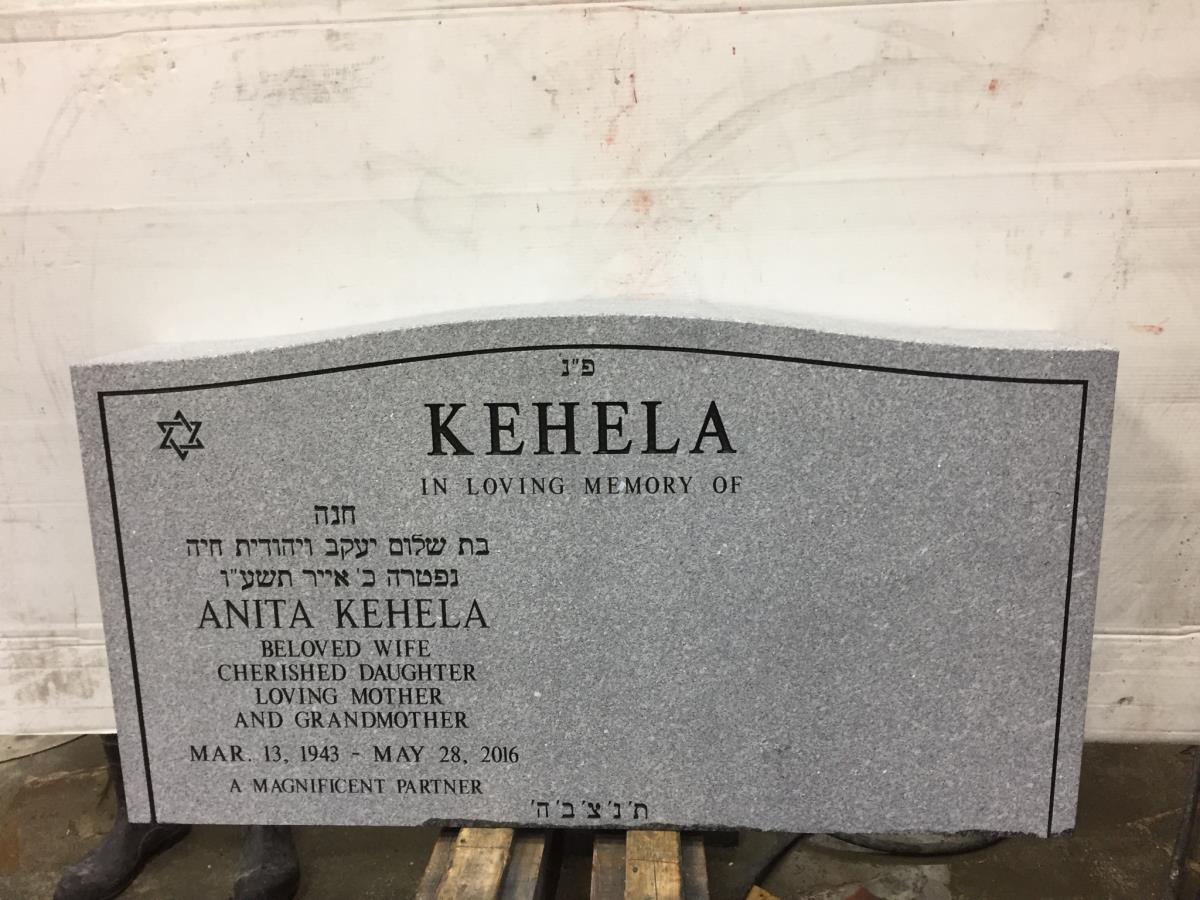 פ"נ
KEHELA
IN LOVING MEMORY OF
חנה
בת שלום יעקב ויהודית חיה
נפטרה כ' אייר תשע"ו
ANITA KEHELA
BELOVED WIFE
CHERISHED DAUGHTER
LOVING MOTHER
AND GRANDMOTHER
MAR. 13, 1943 - MAY 28, 2016
A MAGNIFICENT PARTNER
ת'נ'צ'ב'ה'